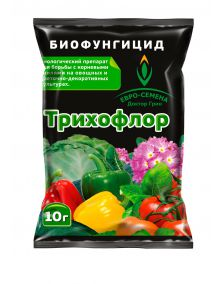 БИОФУНГИЦИД
биологический препарат
для борьбы с корневыми
гнилями на овощных и
цветочно-декоративных
культурах.
ЕВРО-СЕМЕНА
Доктор Грин
Трихофлор
10г